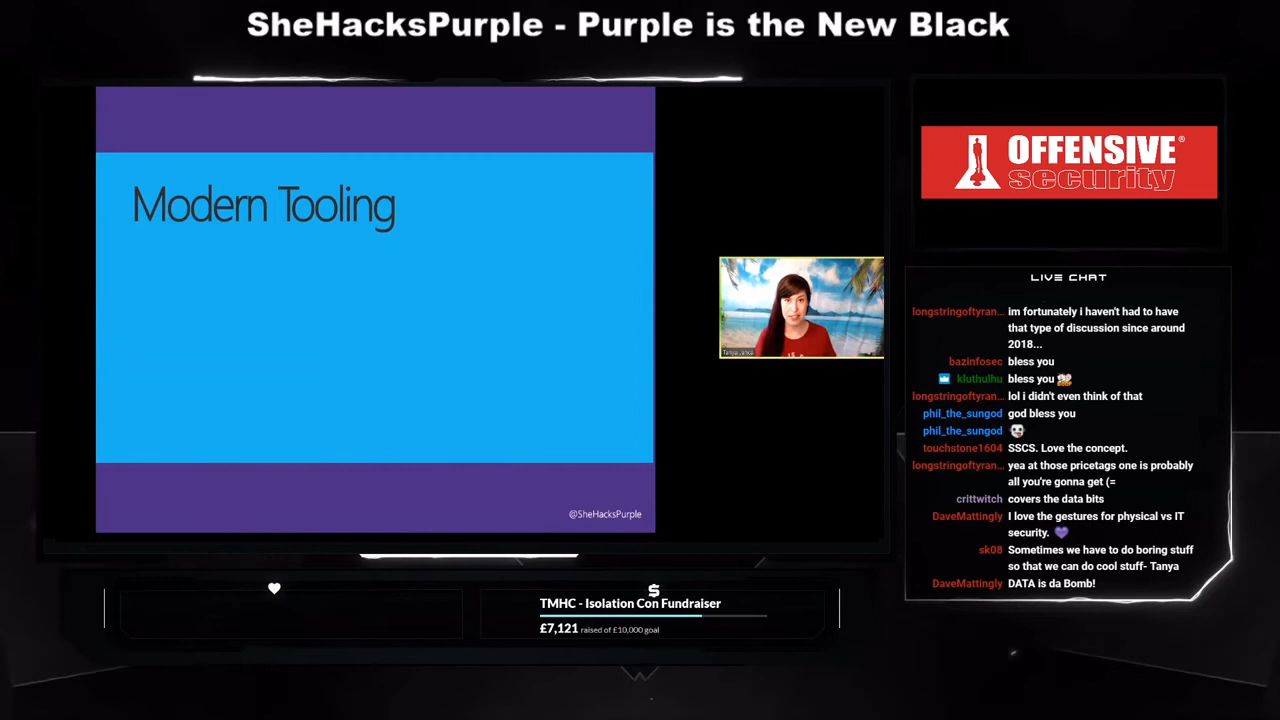 SheHacksPurple - Purple is the New Black
Modern Tooling
@SheHacksPurple
OFFENSIVE®
security
LIVE CHAT
longstringoftyran... im fortunately i haven't had to have
that type of discussion since around
2018...
bazinfosec bless you
kluthulhu bless you
longstringoftyran... lol i didn't even think of that
phil_the_sungod god bless you
phil_the_sungod
touchstone1604 SSCS. Love the concept.
longstringoftyran... yea at those pricetags one is probably
all you're gonna get (=
crittwitch covers the data bits
DaveMattingly I love the gestures for physical vs IT
security.
sk08 Sometimes we have to do boring stuff
so that we can do cool stuff- Tanya
DaveMattingly DATA is da Bomb!
TMHC - Isolation Con Fundraiser
£7,121 raised of £10,000 goal